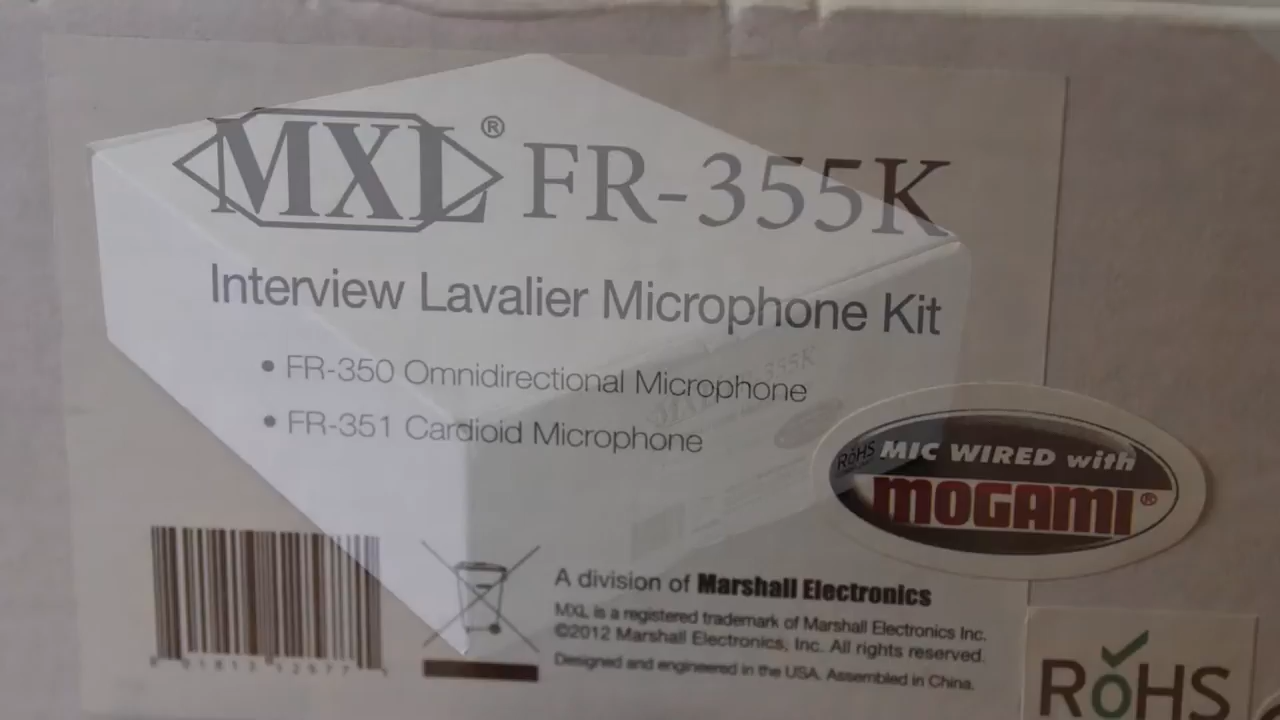 MXL® FR-355K
Interview Lavalier Microphone Kit
• FR-350 Omnidirectional Microphone
• FR-351 Cardioid Microphone
RoHS MIC WIRED with
MOGAMI®
A division of Marshall Electronics
MXL is a registered trademark of Marshall Electronics Inc.
©2012 Marshall Electronics, Inc. All rights reserved.
Designed and engineered in the USA. Assembled in China.
RoHS
355K